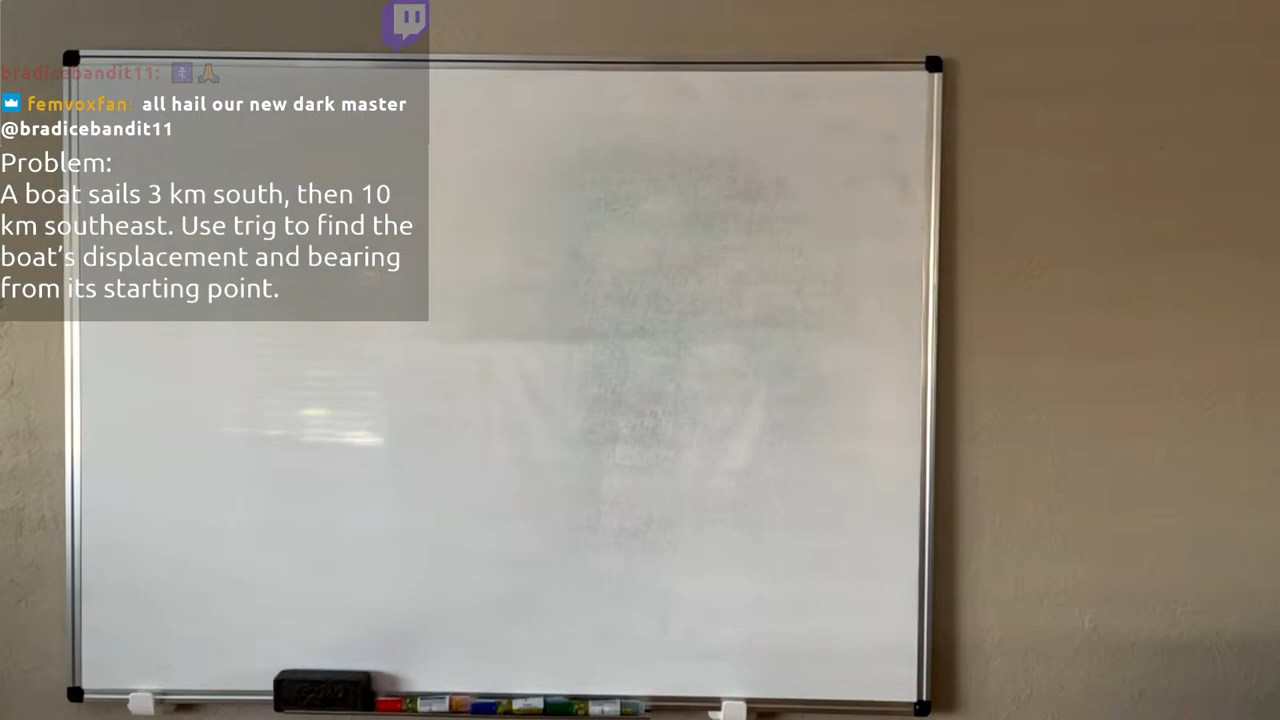 bradicebandit11:
femvoxfan: all hail our new dark master
@bradicebandit11
Problem:
A boat sails 3 km south, then 10
km southeast. Use trig to find the
boat’s displacement and bearing
from its starting point.